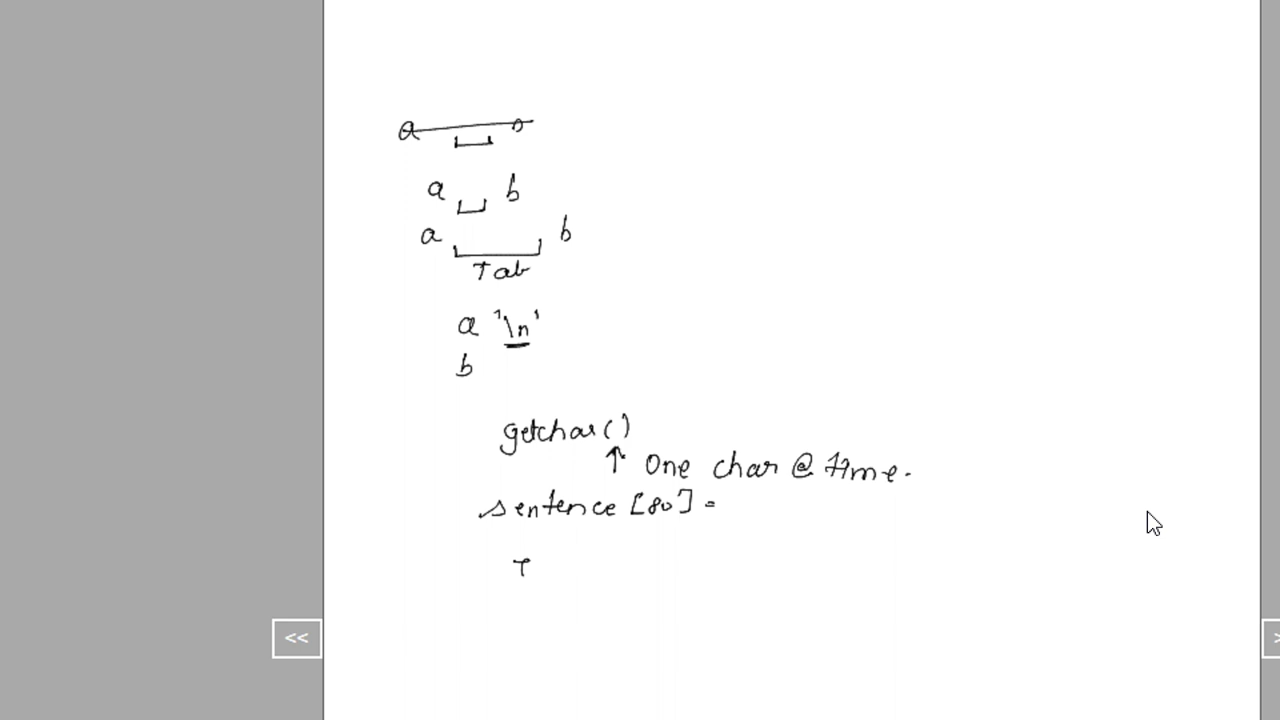 a ⎵ b
a ⎵ b
a b
Tab
a '\n'
b
getchar()
↑ One char @ time.
sentence [80] =
T
<<
>